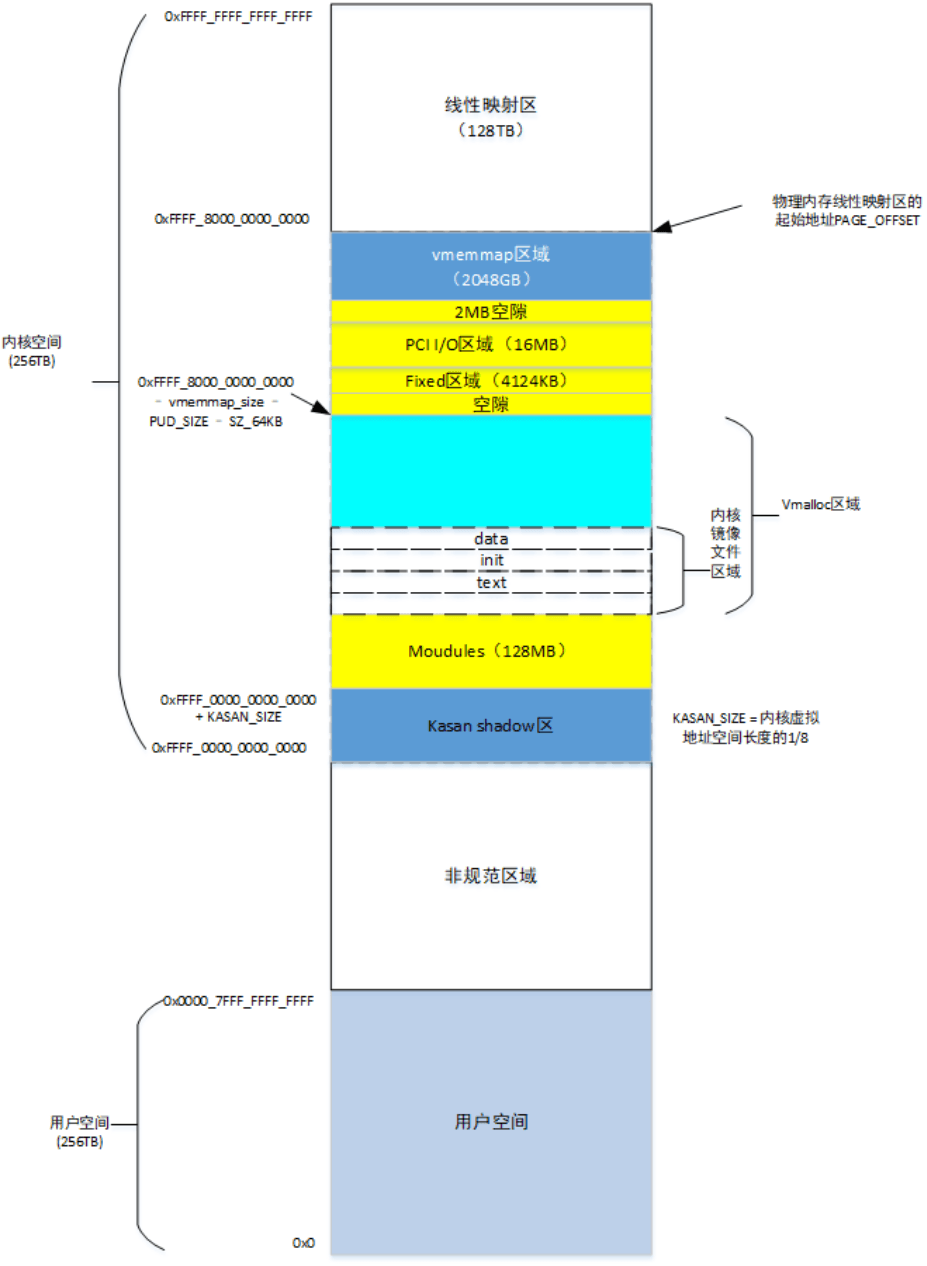 0xFFFF_FFFF_FFFF_FFFF
线性映射区
（128TB）
0xFFFF_8000_0000_0000
物理内存线性映射区的
起始地址PAGE_OFFSET
vmemmap区域
（2048GB）
2MB空隙
PCI I/O区域（16MB）
内核空间
(256TB)
0xFFFF_8000_0000_0000
– vmemmap_size –
PUD_SIZE – SZ_64KB
Fixed区域（4124KB）
空隙
Vmalloc区域
内核
镜像
文件
区域
data
init
text
Moudules（128MB）
0xFFFF_0000_0000_0000
+ KASAN_SIZE
Kasan shadow区
KASAN_SIZE = 内核虚拟
地址空间长度的1/8
0xFFFF_0000_0000_0000
非规范区域
0x0000_7FFF_FFFF_FFFF
用户空间
(256TB)
用户空间
0x0